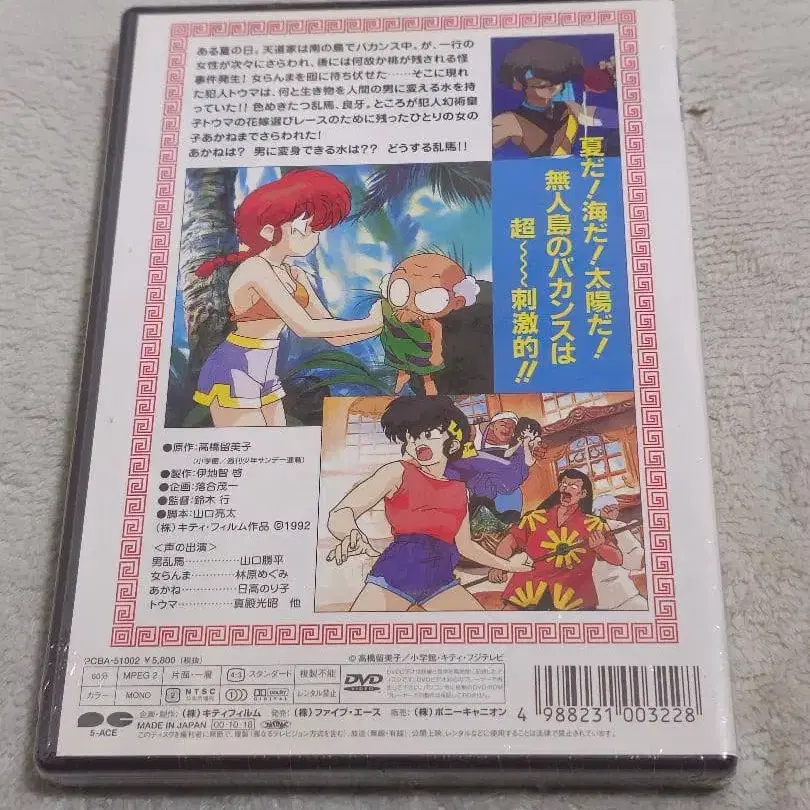 ある夏の日。天道家は南の島でバカンス中。が、一行の
女性が次々にさらわれ、後には何故か桃が残される怪
事件発生!女らんまを囮に待ち伏せた……そこに現れ
た犯人トウマは、何と生き物を人間の男に変える水を持
っていた!!色めきたつ乱馬、良牙。ところが犯人幻術皇
子トウマの花嫁選びレースのために残ったひとりの女の
子あかねまでさらわれた!
あかねは? 男に変身できる水は?? どうする乱馬!!
夏だ!海だ!太陽だ!
無人島のバカンスは
超〜〜刺激的!!
●原作:高橋留美子
(小学館/週刊少年サンデー連載)
●製作:伊地智 啓
●企画:落合茂一
●監督:鈴木 行
●脚本:山口亮太
(株)キティ・フィルム作品 ©1992
<声の出演>
男乱馬…………山口勝平
女らんま…………林原めぐみ
あかね……………日高のり子
トウマ……………真殿光昭 他
PCBA-51002 ¥5,800(税抜)
©高橋留美子/小学館・キティ・フジテレビ
60分 MPEG 2 片面・一層 4:3 スタンダード 複製不能
カラー MONO 2 NTSC 日本市場向 1 DOLBY DIGITAL レンタル禁止
DVD VIDEO
企画・製作:(株)キティフィルム 発売:(株)ファイブ・エース 販売:(株)ポニーキャニオン
5-ACE
MADE IN JAPAN 00・10・18
4 988231 003228